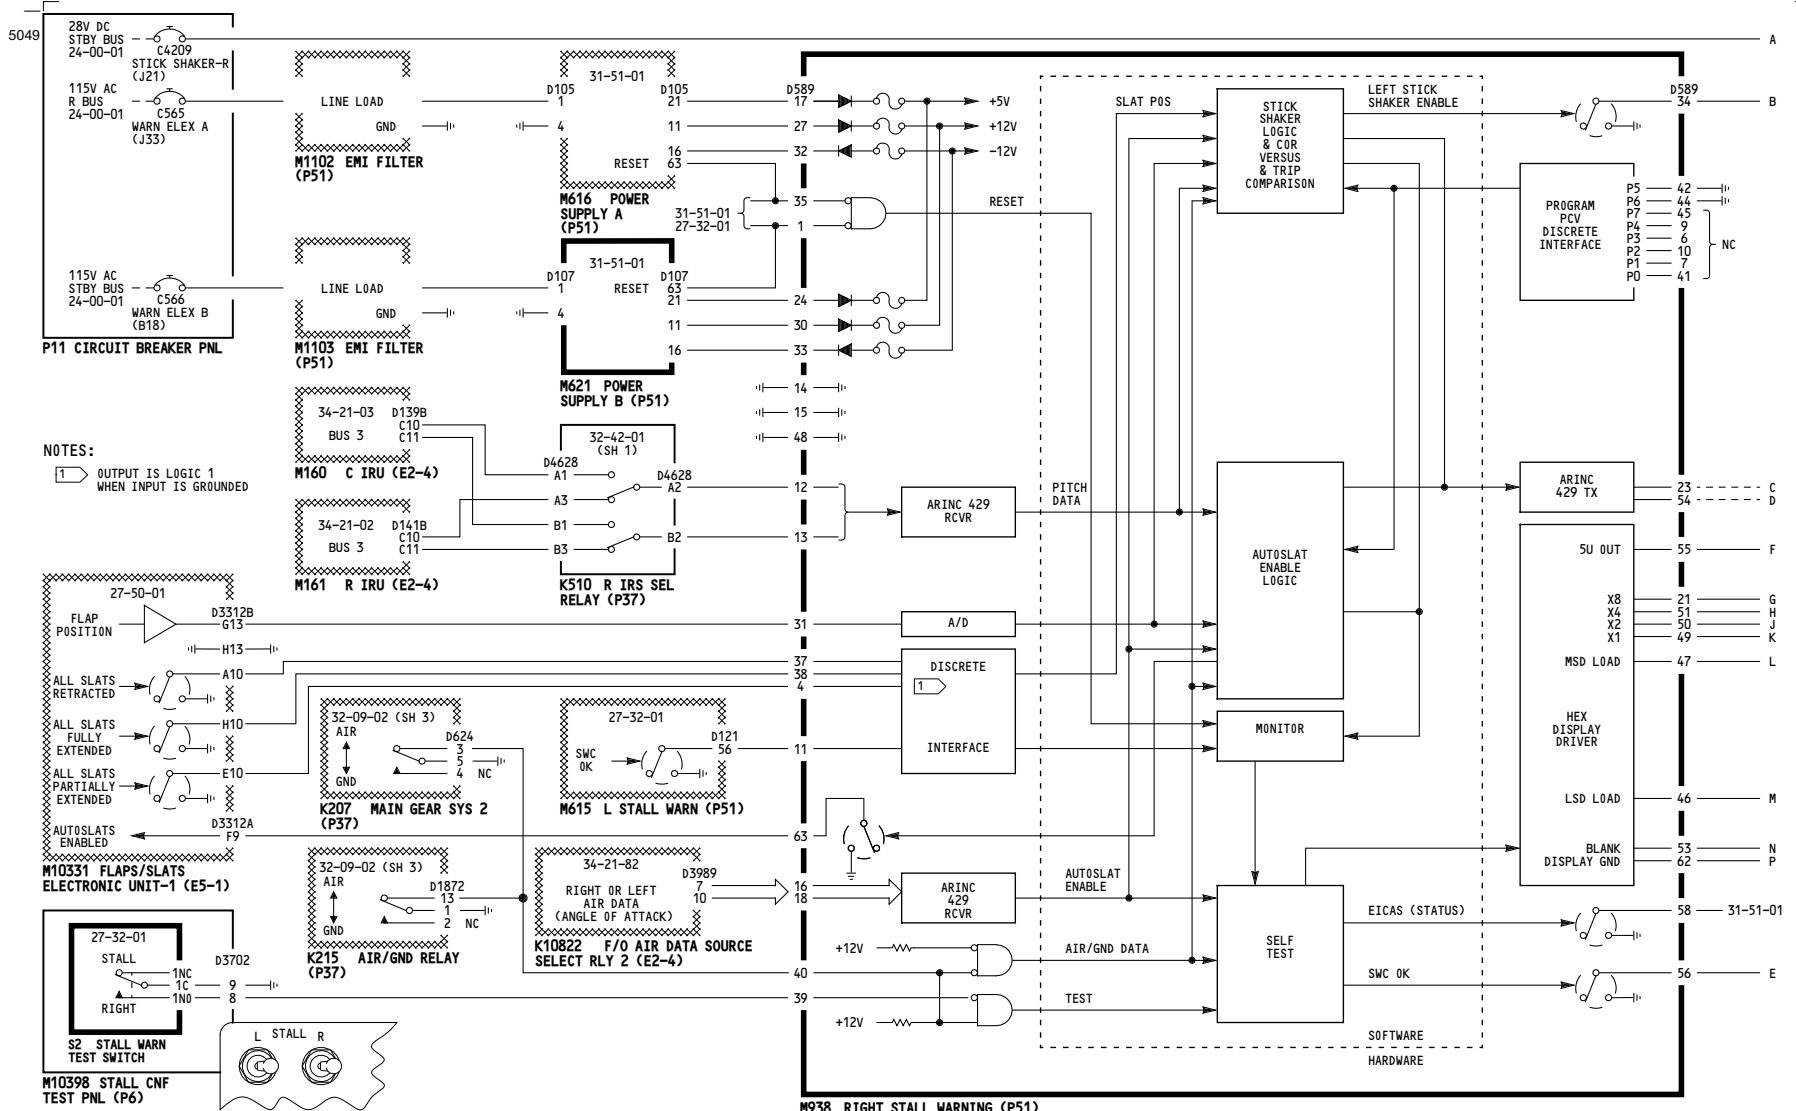 5049
28V DC
STBY BUS
24-00-01
C4209
STICK SHAKER-R
(J21)
115V AC
R BUS
24-00-01
C565
WARN ELEX A
(J33)
115V AC
STBY BUS
24-00-01
C566
WARN ELEX B
(B18)
P11 CIRCUIT BREAKER PNL
LINE LOAD
GND
M1102 EMI FILTER
(P51)
LINE LOAD
GND
M1103 EMI FILTER
(P51)
31-51-01
D105
1
4
D105
21
11
16
RESET 63
M616 POWER
SUPPLY A
(P51)
31-51-01
D107
1
4
D107
RESET 63
21
11
16
M621 POWER
SUPPLY B (P51)
31-51-01
27-32-01
D589
17
27
32
35
1
24
30
33
14
15
48
+5V
+12V
-12V
RESET
NOTES:
1 OUTPUT IS LOGIC 1
WHEN INPUT IS GROUNDED
34-21-03
D139B
C10
BUS 3
C11
M160 C IRU (E2-4)
34-21-02
D141B
C10
BUS 3
C11
M161 R IRU (E2-4)
32-42-01
(SH 1)
D4628
A1
A3
B1
B3
D4628
A2
B2
K510 R IRS SEL
RELAY (P37)
12
13
ARINC 429
RCVR
PITCH
DATA
27-50-01
FLAP
POSITION
D3312B
G13
H13
ALL SLATS
RETRACTED
A10
ALL SLATS
FULLY
EXTENDED
H10
ALL SLATS
PARTIALLY
EXTENDED
E10
AUTOSLATS
ENABLED
D3312A
F9
M10331 FLAPS/SLATS
ELECTRONIC UNIT-1 (E5-1)
31
37
38
4
11
63
A/D
DISCRETE
1
INTERFACE
32-09-02 (SH 3)
AIR
GND
D624
3
5
4 NC
K207 MAIN GEAR SYS 2
(P37)
27-32-01
SWC
OK
D121
56
M615 L STALL WARN (P51)
32-09-02 (SH 3)
AIR
GND
D1872
13
1
2 NC
K215 AIR/GND RELAY
(P37)
34-21-82
RIGHT OR LEFT
AIR DATA
(ANGLE OF ATTACK)
D3989
7
10
K10822 F/O AIR DATA SOURCE
SELECT RLY 2 (E2-4)
16
18
ARINC
429
RCVR
AUTOSLAT
ENABLE
+12V
40
AIR/GND DATA
39
TEST
+12V
27-32-01
STALL
RIGHT
D3702
1NC
1C 9
1NO 8
S2 STALL WARN
TEST SWITCH
M10398 STALL CNF
TEST PNL (P6)
L STALL R
SLAT POS
STICK
SHAKER
LOGIC
& COR
VERSUS
& TRIP
COMPARISON
LEFT STICK
SHAKER ENABLE
D589
34
PROGRAM
PCV
DISCRETE
INTERFACE
P5 42
P6 44
P7 45
P4 9
P3 6
P2 10
P1 7
P0 41
NC
AUTOSLAT
ENABLE
LOGIC
MONITOR
SELF
TEST
ARINC
429 TX
23
54
HEX
DISPLAY
DRIVER
5U OUT 55
X8 21
X4 51
X2 50
X1 49
MSD LOAD 47
LSD LOAD 46
BLANK 53
DISPLAY GND 62
EICAS (STATUS)
58 31-51-01
SWC OK
56
SOFTWARE
HARDWARE
A
B
C
D
F
G
H
J
K
L
M
N
P
E
M938 RIGHT STALL WARNING (P51)